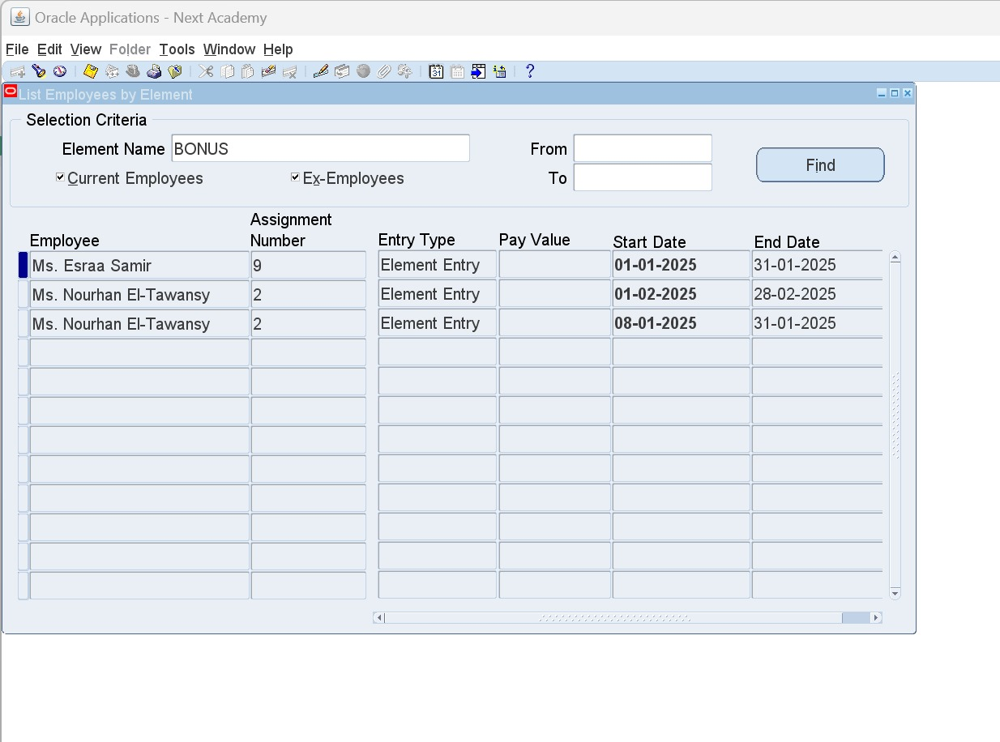 Oracle Applications - Next Academy
File Edit View Folder Tools Window Help
31 ?
List Employees by Element
Selection Criteria
Element Name BONUS From Find
Current Employees Ex-Employees To
Employee Assignment Number Entry Type Pay Value Start Date End Date
Ms. Esraa Samir 9 Element Entry 01-01-2025 31-01-2025
Ms. Nourhan El-Tawansy 2 Element Entry 01-02-2025 28-02-2025
Ms. Nourhan El-Tawansy 2 Element Entry 08-01-2025 31-01-2025